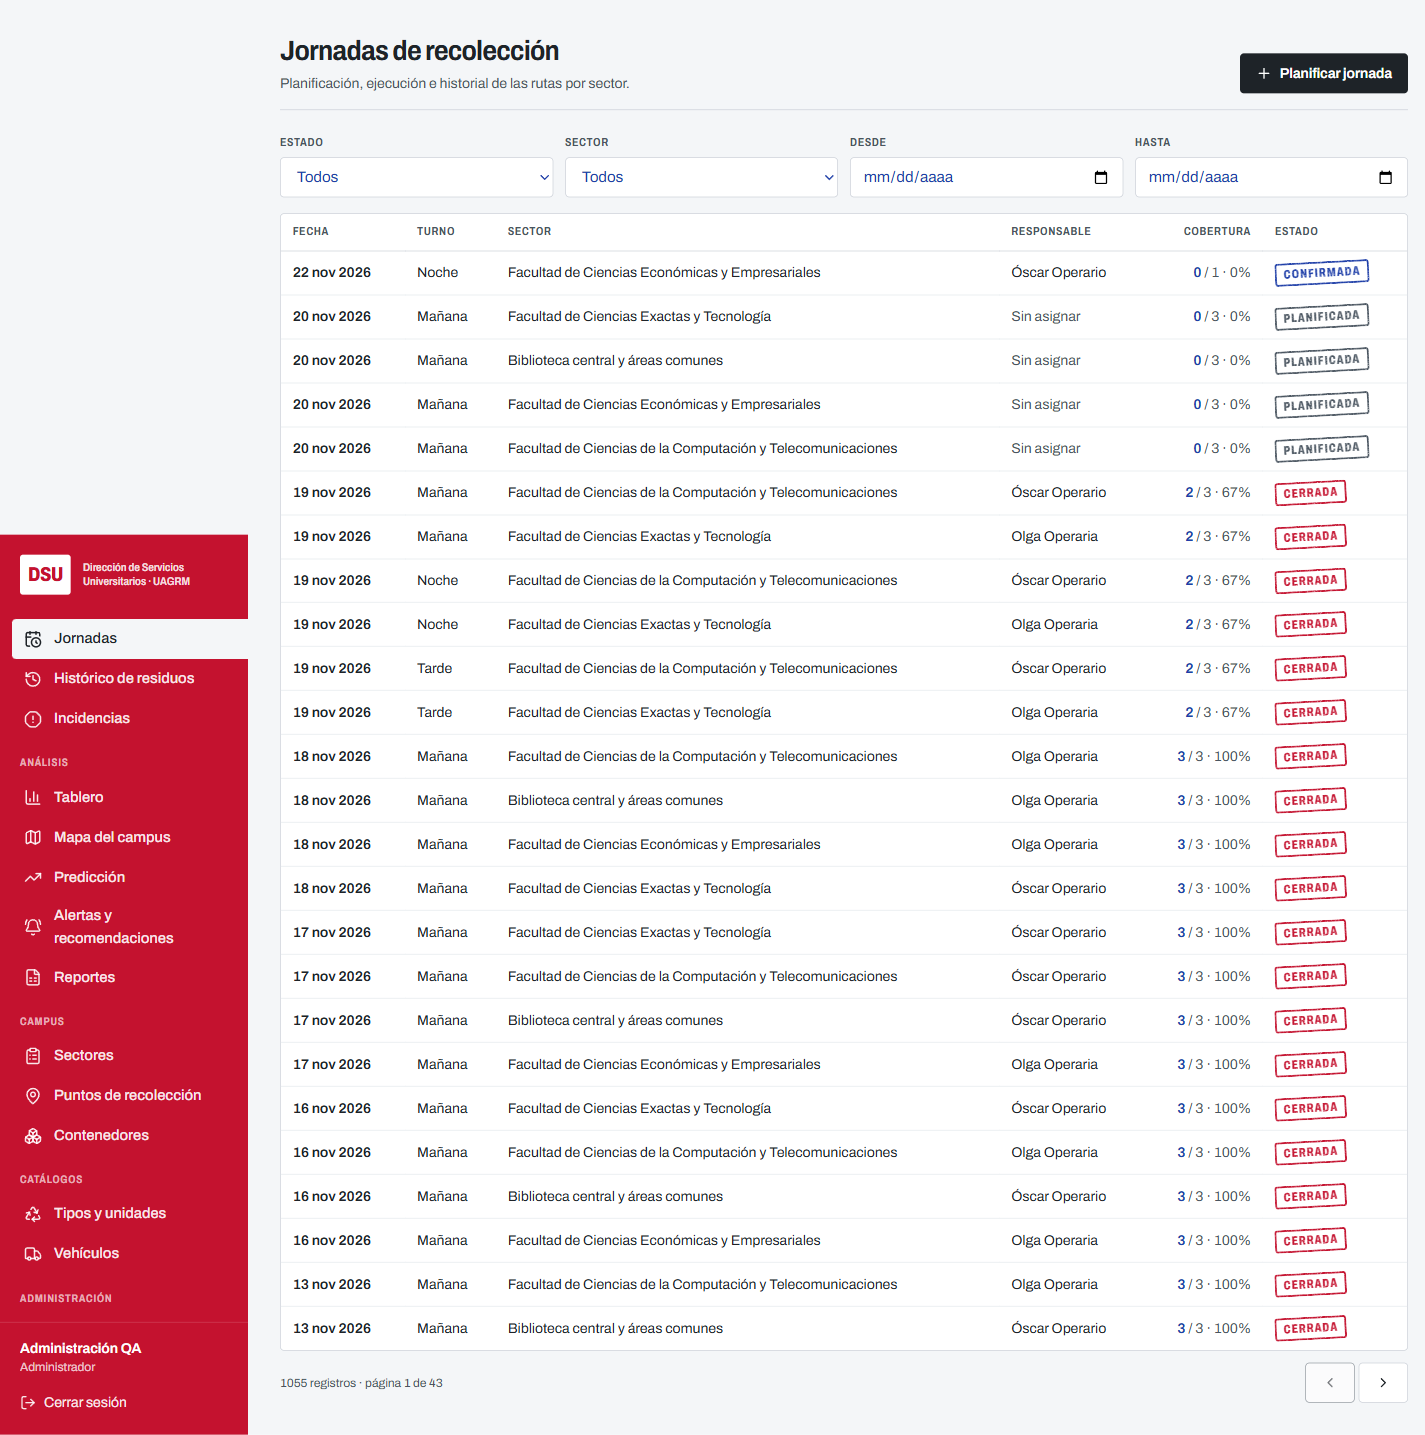 Jornadas de recolección
Planificación, ejecución e historial de las rutas por sector.
+ Planificar jornada
ESTADO SECTOR DESDE HASTA
Todos Todos mm/dd/aaaa mm/dd/aaaa
FECHA TURNO SECTOR RESPONSABLE COBERTURA ESTADO
22 nov 2026 Noche Facultad de Ciencias Económicas y Empresariales Óscar Operario 0 / 1 · 0% CONFIRMADA
20 nov 2026 Mañana Facultad de Ciencias Exactas y Tecnología Sin asignar 0 / 3 · 0% PLANIFICADA
20 nov 2026 Mañana Biblioteca central y áreas comunes Sin asignar 0 / 3 · 0% PLANIFICADA
20 nov 2026 Mañana Facultad de Ciencias Económicas y Empresariales Sin asignar 0 / 3 · 0% PLANIFICADA
20 nov 2026 Mañana Facultad de Ciencias de la Computación y Telecomunicaciones Sin asignar 0 / 3 · 0% PLANIFICADA
19 nov 2026 Mañana Facultad de Ciencias de la Computación y Telecomunicaciones Óscar Operario 2 / 3 · 67% CERRADA
19 nov 2026 Mañana Facultad de Ciencias Exactas y Tecnología Olga Operaria 2 / 3 · 67% CERRADA
19 nov 2026 Noche Facultad de Ciencias de la Computación y Telecomunicaciones Óscar Operario 2 / 3 · 67% CERRADA
19 nov 2026 Noche Facultad de Ciencias Exactas y Tecnología Olga Operaria 2 / 3 · 67% CERRADA
19 nov 2026 Tarde Facultad de Ciencias de la Computación y Telecomunicaciones Óscar Operario 2 / 3 · 67% CERRADA
19 nov 2026 Tarde Facultad de Ciencias Exactas y Tecnología Olga Operaria 2 / 3 · 67% CERRADA
18 nov 2026 Mañana Facultad de Ciencias de la Computación y Telecomunicaciones Olga Operaria 3 / 3 · 100% CERRADA
18 nov 2026 Mañana Biblioteca central y áreas comunes Olga Operaria 3 / 3 · 100% CERRADA
18 nov 2026 Mañana Facultad de Ciencias Económicas y Empresariales Olga Operaria 3 / 3 · 100% CERRADA
18 nov 2026 Mañana Facultad de Ciencias Exactas y Tecnología Óscar Operario 3 / 3 · 100% CERRADA
17 nov 2026 Mañana Facultad de Ciencias Exactas y Tecnología Óscar Operario 3 / 3 · 100% CERRADA
17 nov 2026 Mañana Facultad de Ciencias de la Computación y Telecomunicaciones Óscar Operario 3 / 3 · 100% CERRADA
17 nov 2026 Mañana Biblioteca central y áreas comunes Óscar Operario 3 / 3 · 100% CERRADA
17 nov 2026 Mañana Facultad de Ciencias Económicas y Empresariales Olga Operaria 3 / 3 · 100% CERRADA
16 nov 2026 Mañana Facultad de Ciencias Exactas y Tecnología Óscar Operario 3 / 3 · 100% CERRADA
16 nov 2026 Mañana Facultad de Ciencias de la Computación y Telecomunicaciones Olga Operaria 3 / 3 · 100% CERRADA
16 nov 2026 Mañana Biblioteca central y áreas comunes Óscar Operario 3 / 3 · 100% CERRADA
16 nov 2026 Mañana Facultad de Ciencias Económicas y Empresariales Olga Operaria 3 / 3 · 100% CERRADA
13 nov 2026 Mañana Facultad de Ciencias de la Computación y Telecomunicaciones Olga Operaria 3 / 3 · 100% CERRADA
13 nov 2026 Mañana Biblioteca central y áreas comunes Óscar Operario 3 / 3 · 100% CERRADA
1055 registros · página 1 de 43
DSU
Dirección de Servicios
Universitarios · UAGRM
Jornadas
Histórico de residuos
Incidencias
ANÁLISIS
Tablero
Mapa del campus
Predicción
Alertas y
recomendaciones
Reportes
CAMPUS
Sectores
Puntos de recolección
Contenedores
CATÁLOGOS
Tipos y unidades
Vehículos
ADMINISTRACIÓN
Administración QA
Administrador
Cerrar sesión